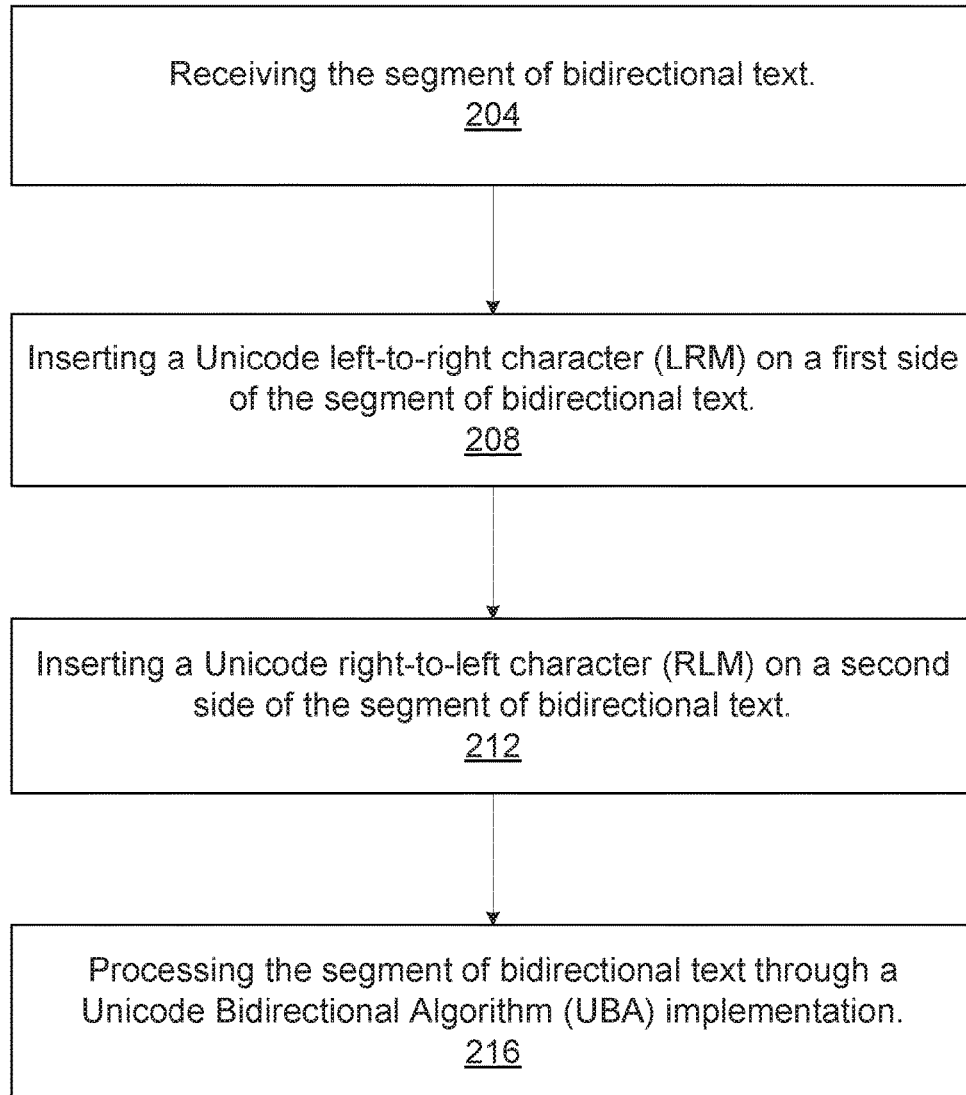 Receiving the segment of bidirectional text.
204
Inserting a Unicode left-to-right character (LRM) on a first side
of the segment of bidirectional text.
208
Inserting a Unicode right-to-left character (RLM) on a second
side of the segment of bidirectional text.
212
Processing the segment of bidirectional text through a
Unicode Bidirectional Algorithm (UBA) implementation.
216